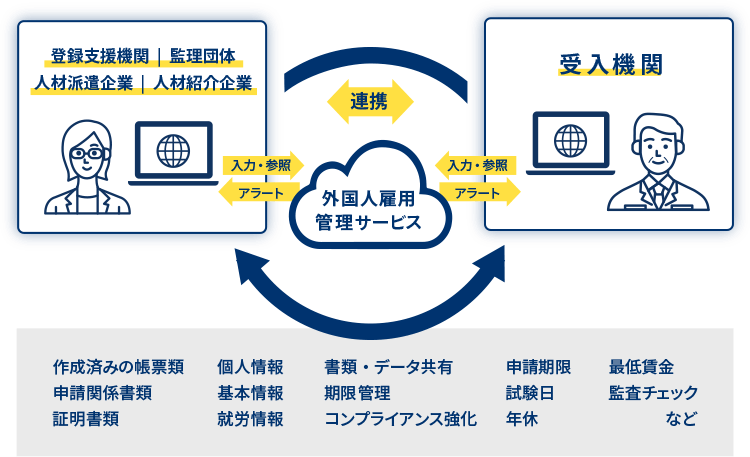 登録支援機関｜監理団体
人材派遣企業｜人材紹介企業
受入機関
連携
入力・参照
アラート
入力・参照
アラート
外国人雇用
管理サービス
作成済みの帳票類
申請関係書類
証明書類
個人情報
基本情報
就労情報
書類・データ共有
期限管理
コンプライアンス強化
申請期限
試験日
年休
最低賃金
監査チェック
など